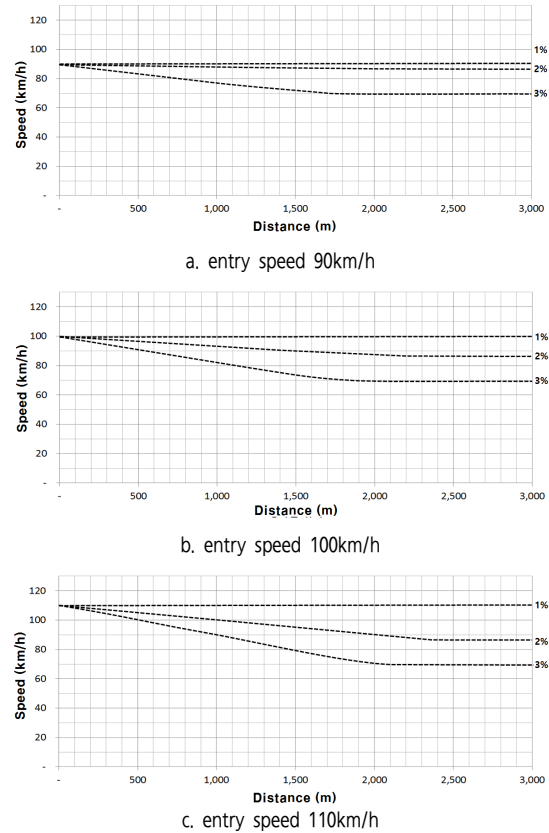 120
100
80
60
40
20
-
Speed (km/h)
1%
2%
3%
- 500 1,000 1,500 2,000 2,500 3,000
Distance (m)
a. entry speed 90km/h
120
100
80
60
40
20
-
Speed (km/h)
1%
2%
3%
- 500 1,000 1,500 2,000 2,500 3,000
Distance (m)
b. entry speed 100km/h
120
100
80
60
40
20
-
Speed (km/h)
1%
2%
3%
- 500 1,000 1,500 2,000 2,500 3,000
Distance (m)
c. entry speed 110km/h